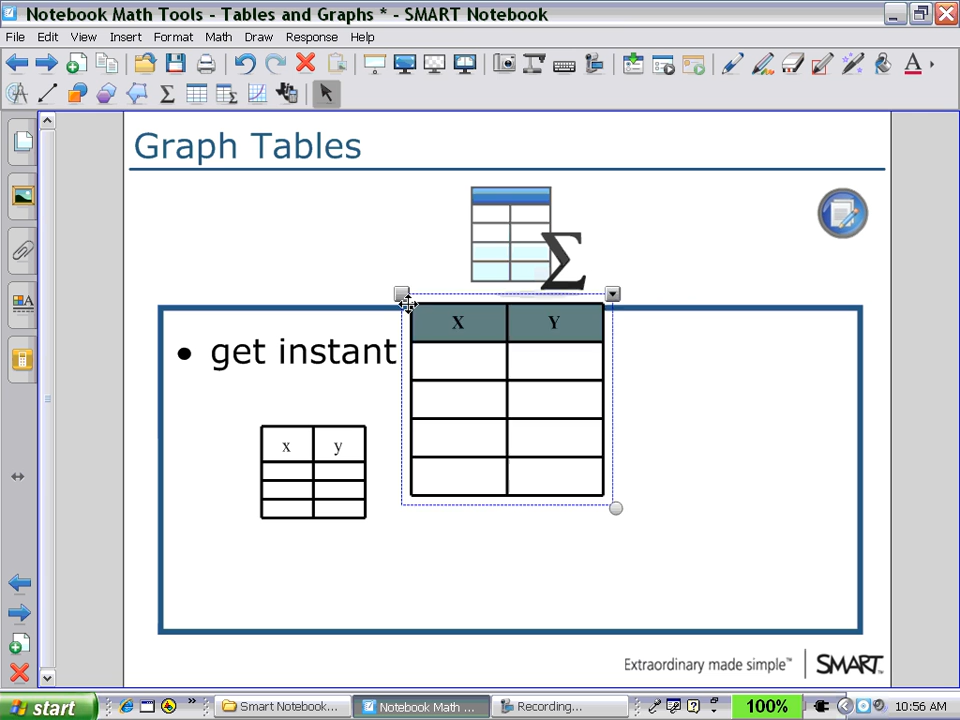 Notebook Math Tools - Tables and Graphs * - SMART Notebook
File Edit View Insert Format Math Draw Response Help
Graph Tables
Σ
X Y
• get instant
x y
Extraordinary made simple™ SMART
start » Smart Notebook... Notebook Math ... Recording... 100% 10:56 AM